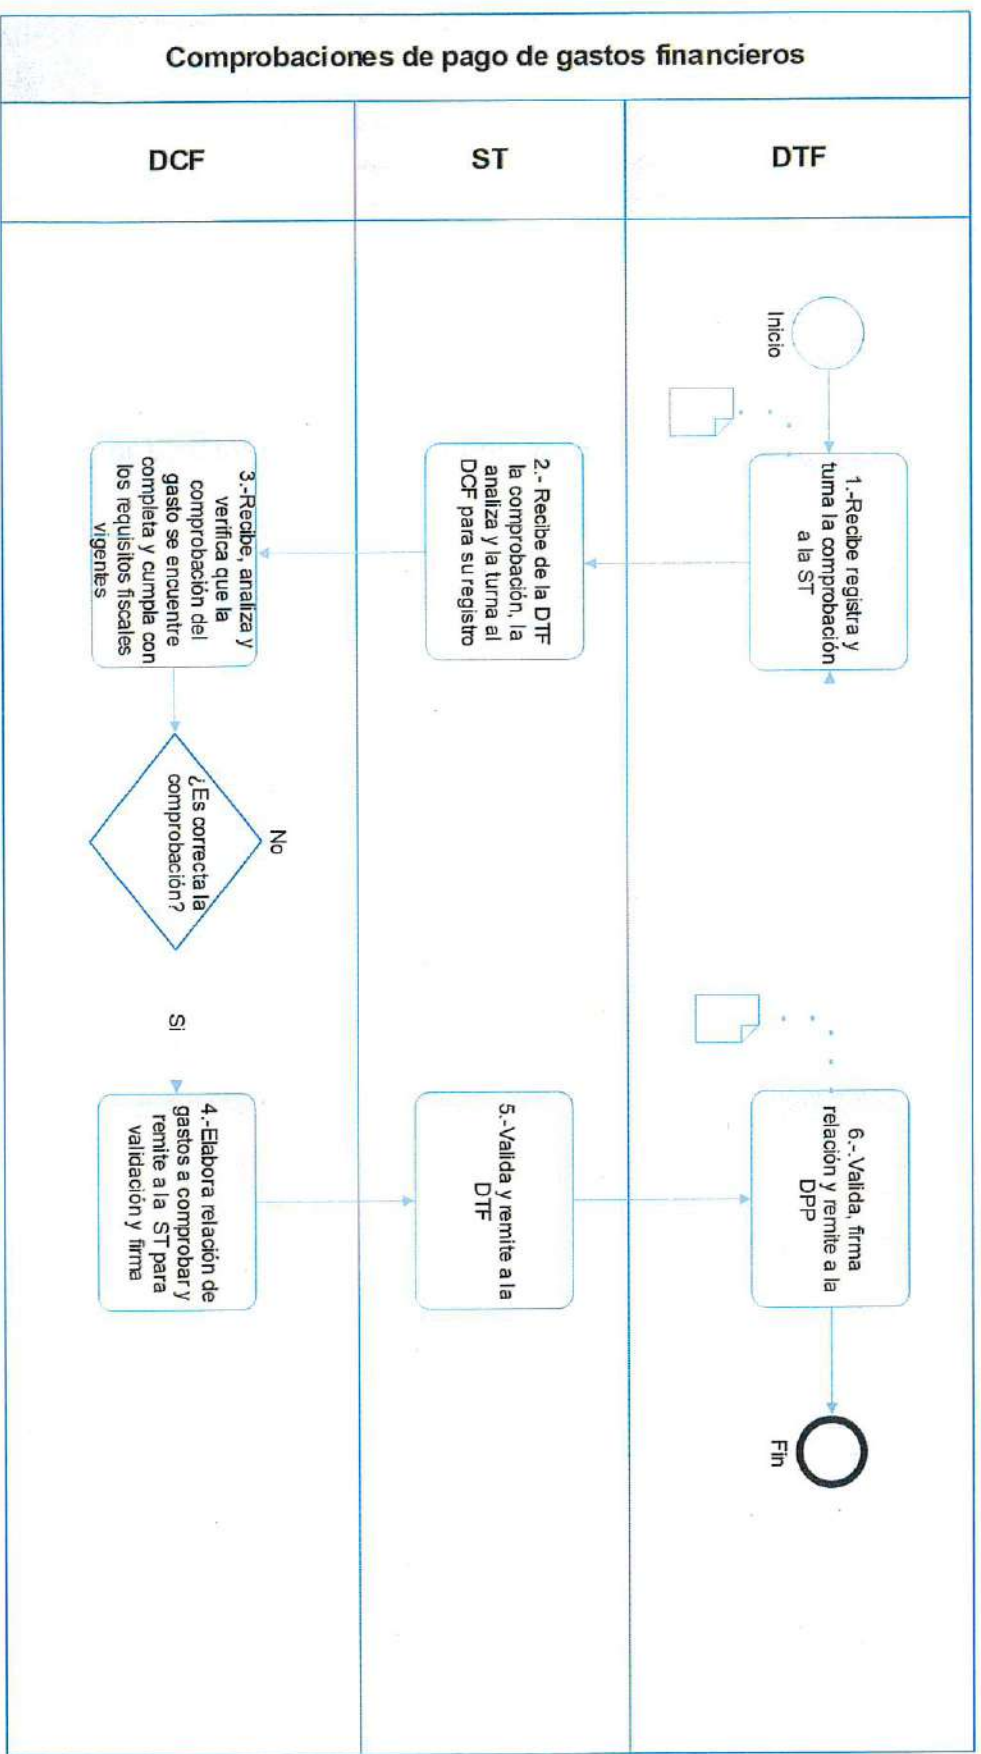 Comprobaciones de pago de gastos financieros
DTF
ST
DCF
Inicio
1.-Recibe registra y
turna la comprobación
a la ST
2.- Recibe de la DTF
la comprobación, la
analiza y la turna al
DCF para su registro
3.-Recibe, analiza y
verifica que la
comprobación del
gasto se encuentre
completa y cumpla con
los requisitos fiscales
vigentes
¿Es correcta la
comprobación?
No
Si
4.-Elabora relación de
gastos a comprobar y
remite a la ST para
validación y firma
5.-Valida y remite a la
DTF
6.-.Valida, firma
relación y remite a la
DPP
Fin